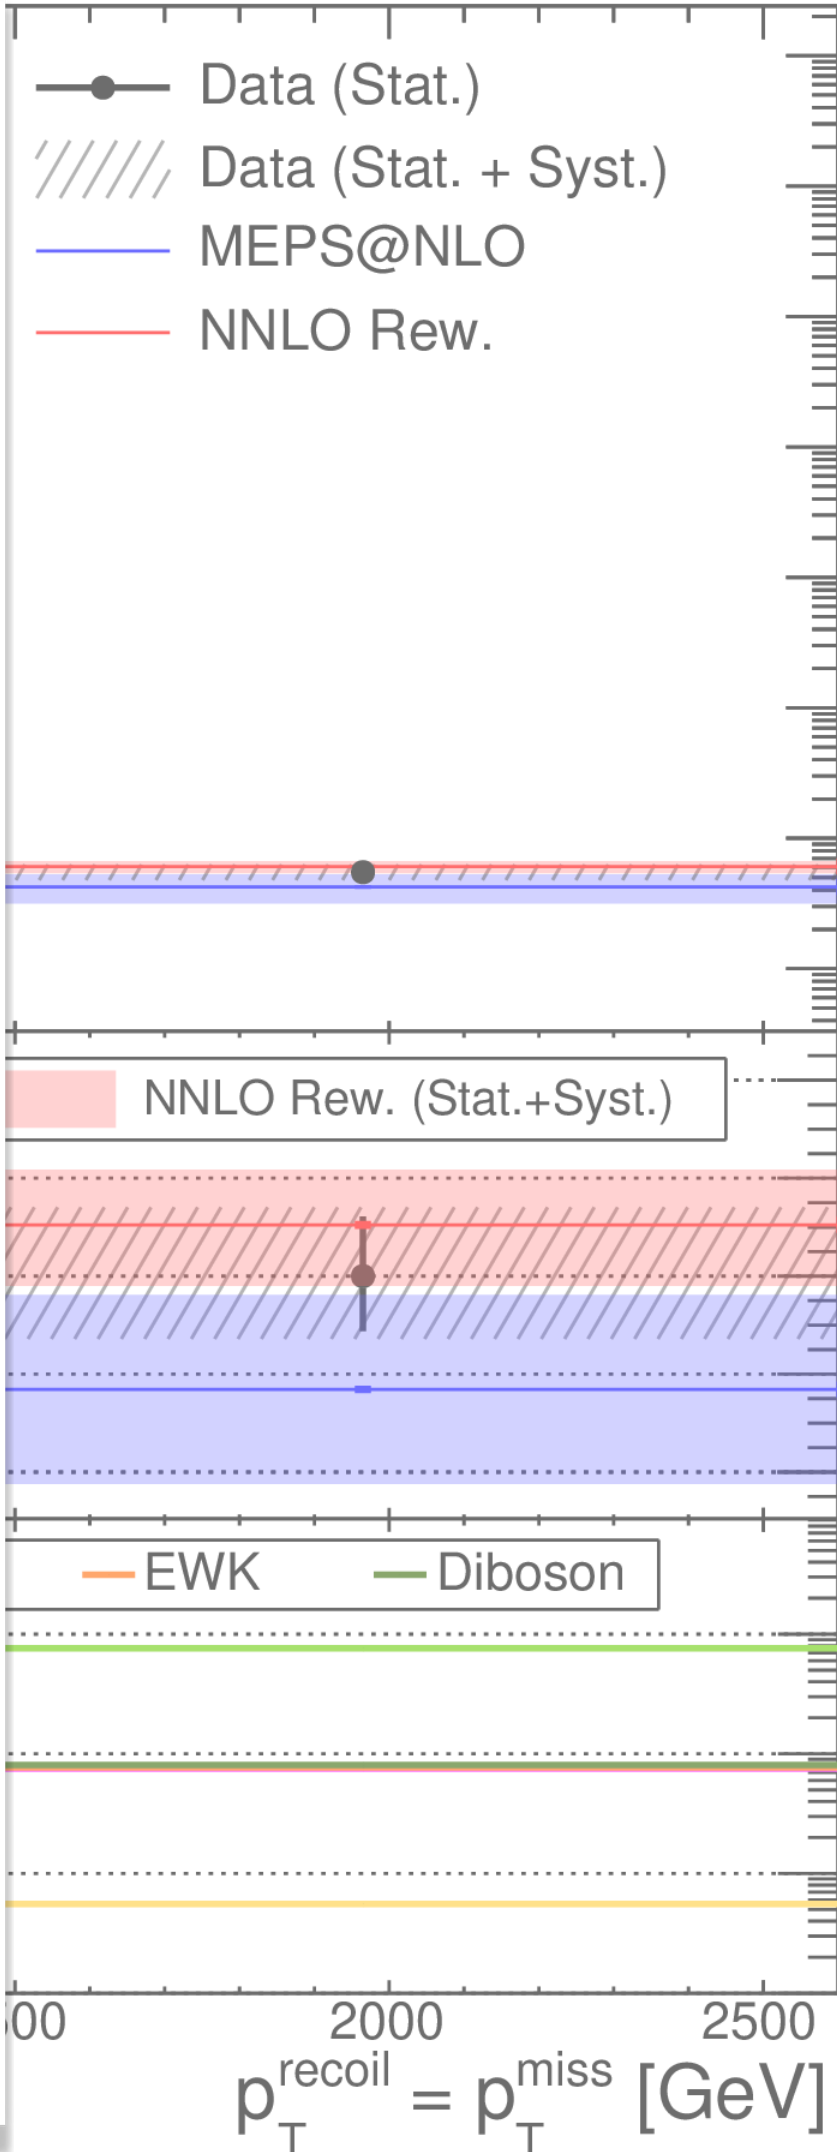 Data (Stat.)
Data (Stat. + Syst.)
MEPS@NLO
NNLO Rew.
NNLO Rew. (Stat.+Syst.)
EWK Diboson
00 2000 2500
p_T^recoil = p_T^miss [GeV]